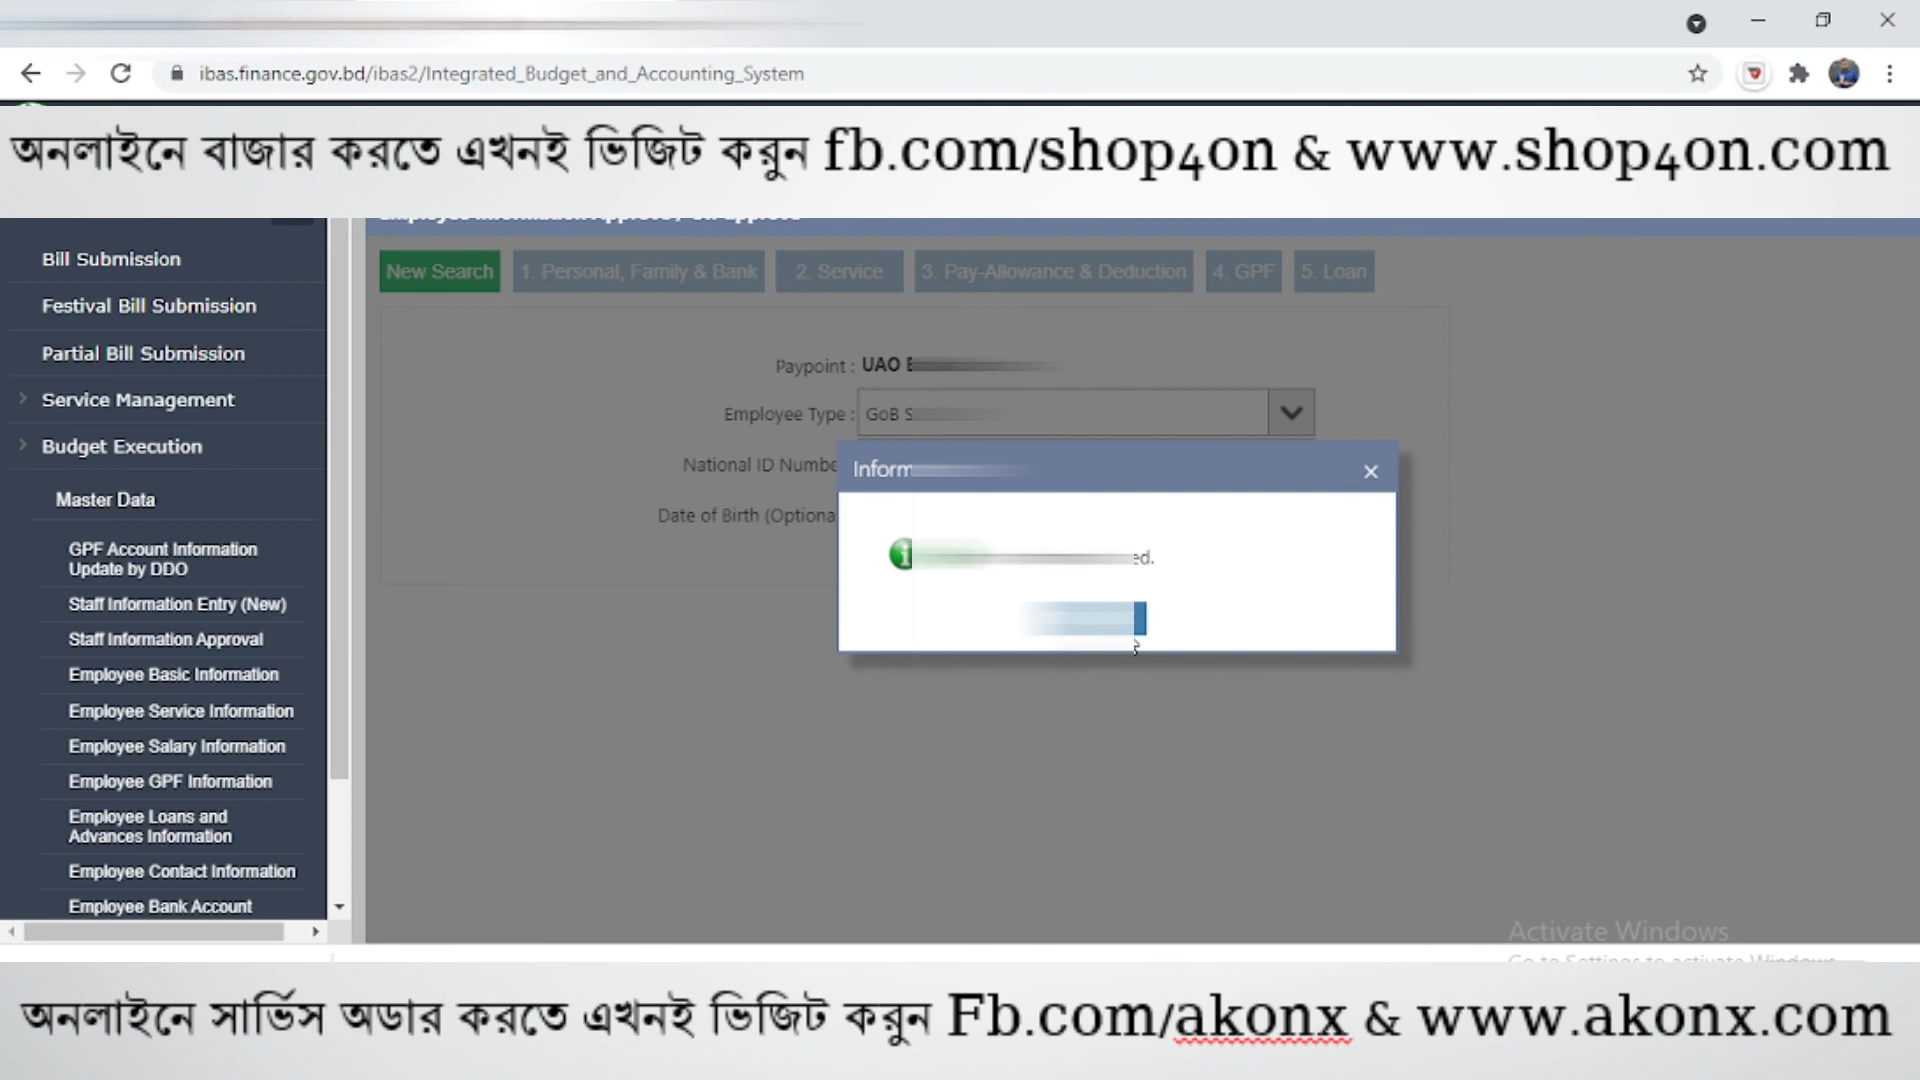 ibas.finance.gov.bd/ibas2/Integrated_Budget_and_Accounting_System
অনলাইনে বাজার করতে এখনই ভিজিট করুন fb.com/shop4on & www.shop4on.com
Bill Submission
Festival Bill Submission
Partial Bill Submission
Service Management
Budget Execution
Master Data
GPF Account Information
Update by DDO
Staff Information Entry (New)
Staff Information Approval
Employee Basic Information
Employee Service Information
Employee Salary Information
Employee GPF Information
Employee Loans and
Advances Information
Employee Contact Information
Employee Bank Account
New Search 1. Personal, Family & Bank 2. Service 3. Pay-Allowance & Deduction 4. GPF 5. Loan
Paypoint : UAO
Employee Type : GoB
National ID
Date of Birth
Activate Windows
অনলাইনে সার্ভিস অডার করতে এখনই ভিজিট করুন Fb.com/akonx & www.akonx.com